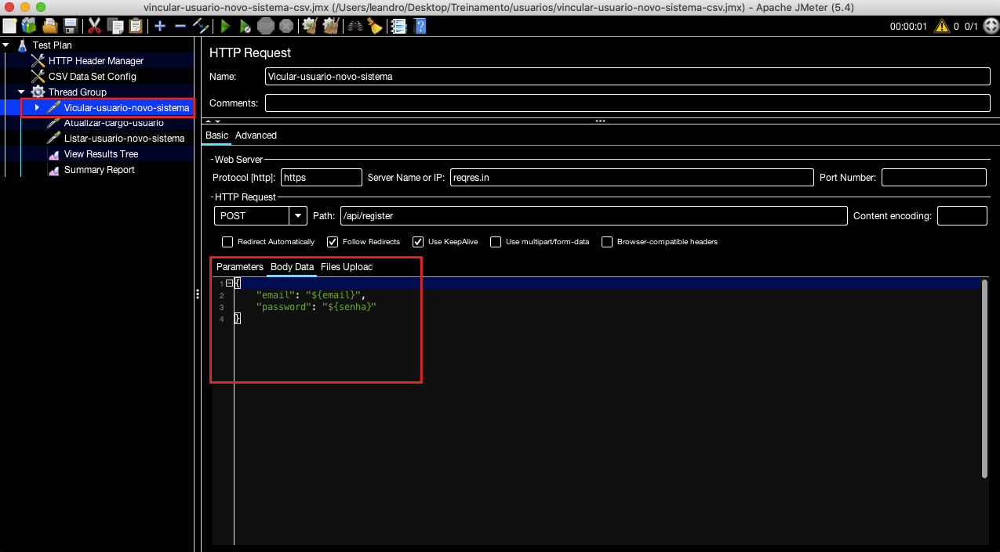 vincular-usuario-novo-sistema-csv.jmx (/Users/leandro/Desktop/Treinamento/usuarios/vincular-usuario-novo-sistema-csv.jmx) - Apache JMeter (5.4)
STOP
?
00:00:01 0 0/1
Test Plan
HTTP Header Manager
CSV Data Set Config
Thread Group
Vicular-usuario-novo-sistema
Atualizar-cargo-usuario
Listar-usuario-novo-sistema
View Results Tree
Summary Report
HTTP Request
Name: Vicular-usuario-novo-sistema
Comments:
Basic Advanced
Web Server
Protocol [http]: https Server Name or IP: reqres.in Port Number:
HTTP Request
POST Path: /api/register Content encoding:
Redirect Automatically Follow Redirects Use KeepAlive Use multipart/form-data Browser-compatible headers
Parameters Body Data Files Upload
1 {
2 "email": "${email}",
3 "password": "${senha}"
4 }